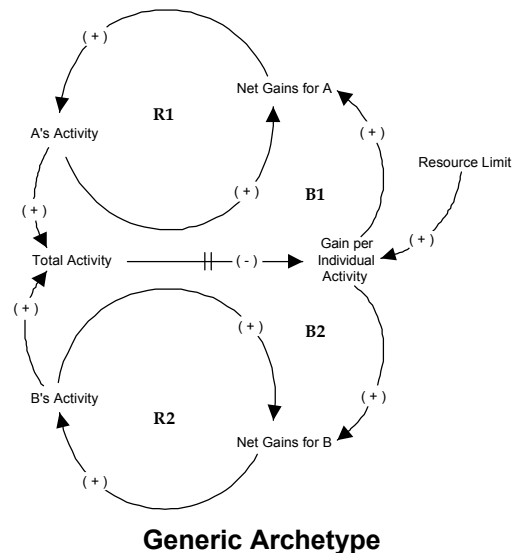 ( + )
Net Gains for A
R1
A's Activity
( + )
( + )
Resource Limit
B1
( + )
( + )
Total Activity
( - )
Gain per
Individual
Activity
( + )
( + )
B2
B's Activity
R2
( + )
Net Gains for B
( + )
Generic Archetype